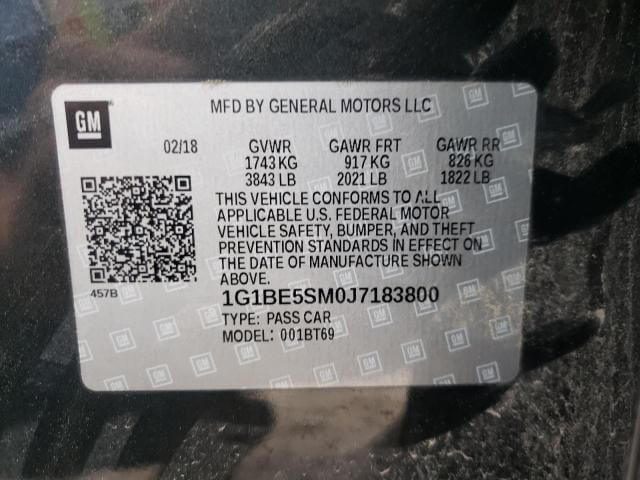 GM
MFD BY GENERAL MOTORS LLC
02/18 GVWR GAWR FRT GAWR RR
1743 KG 917 KG 826 KG
3843 LB 2021 LB 1822 LB
THIS VEHICLE CONFORMS TO ALL
APPLICABLE U.S. FEDERAL MOTOR
VEHICLE SAFETY, BUMPER, AND THEFT
PREVENTION STANDARDS IN EFFECT ON
THE DATE OF MANUFACTURE SHOWN
ABOVE.
457B
1G1BE5SM0J7183800
TYPE: PASS CAR
MODEL: 001BT69